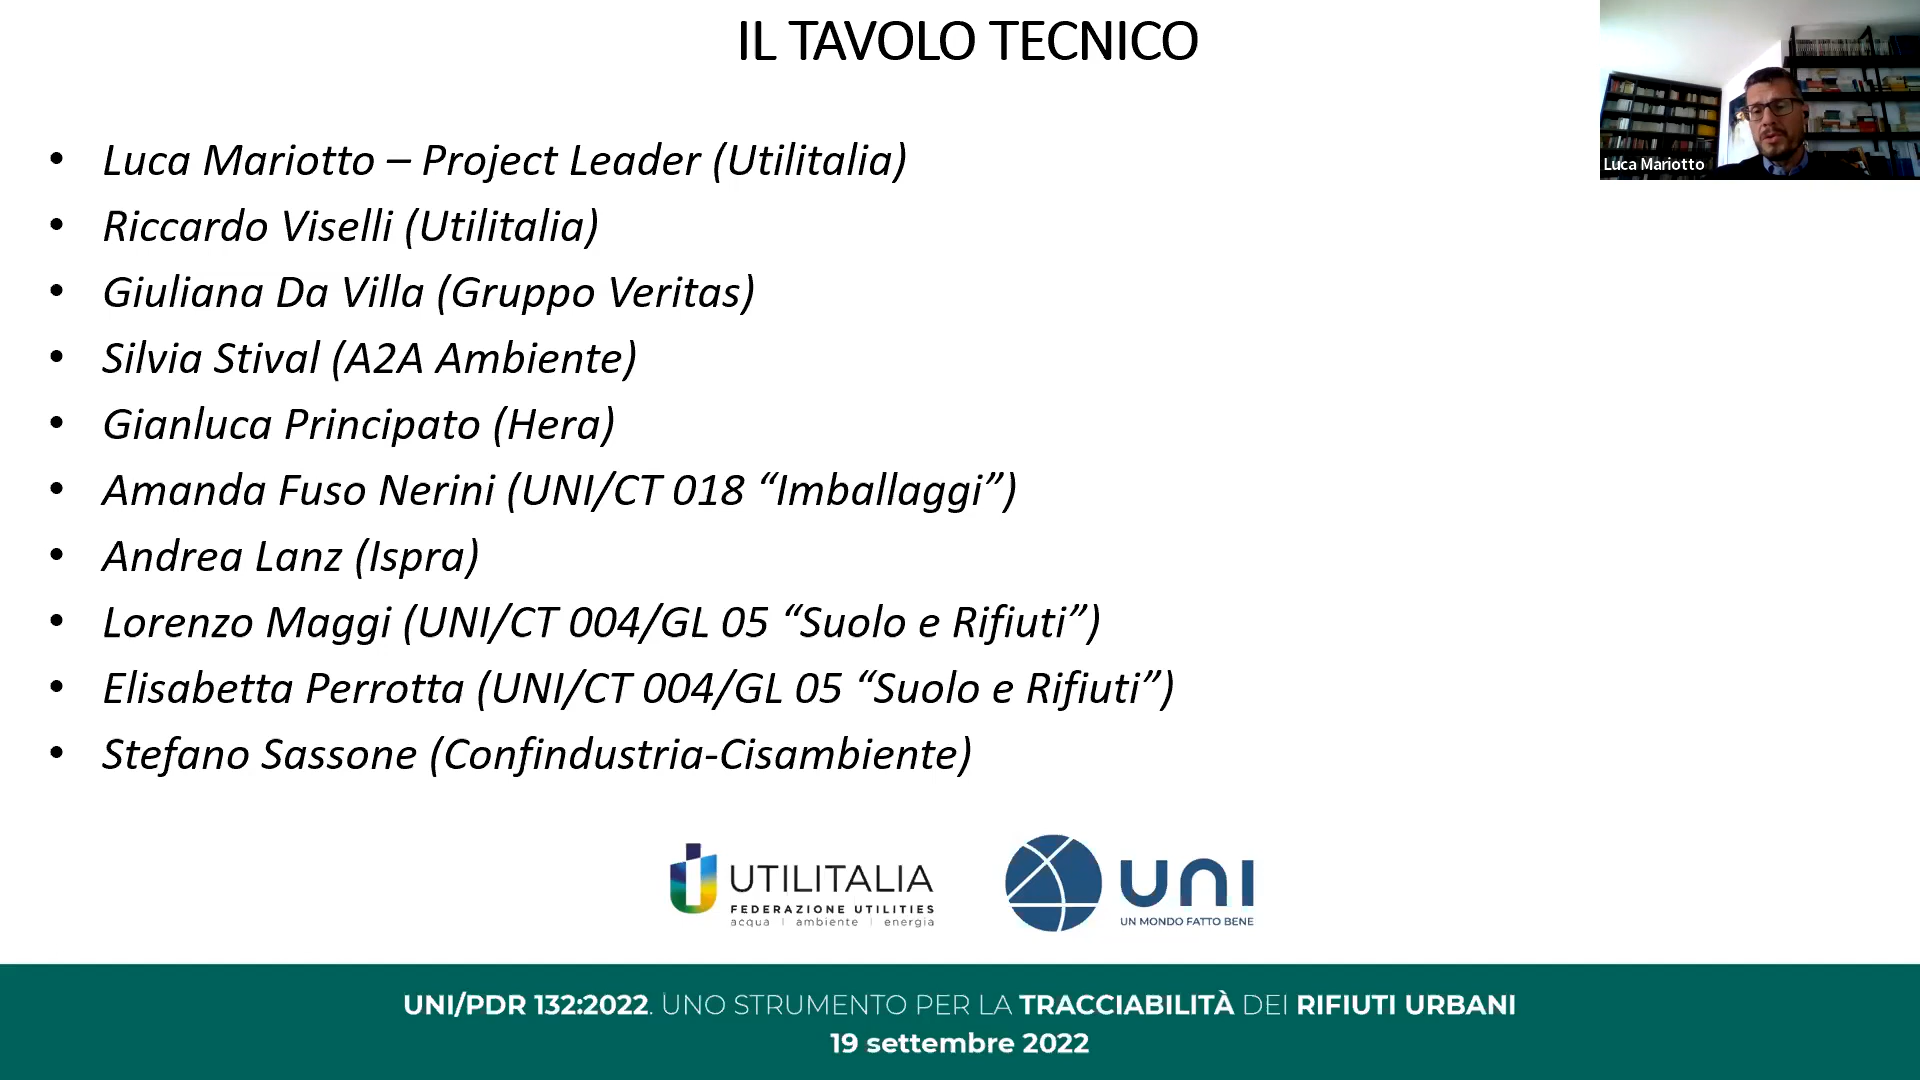 IL TAVOLO TECNICO
Luca Mariotto
• Luca Mariotto – Project Leader (Utilitalia)
• Riccardo Viselli (Utilitalia)
• Giuliana Da Villa (Gruppo Veritas)
• Silvia Stival (A2A Ambiente)
• Gianluca Principato (Hera)
• Amanda Fuso Nerini (UNI/CT 018 “Imballaggi”)
• Andrea Lanz (Ispra)
• Lorenzo Maggi (UNI/CT 004/GL 05 “Suolo e Rifiuti”)
• Elisabetta Perrotta (UNI/CT 004/GL 05 “Suolo e Rifiuti”)
• Stefano Sassone (Confindustria-Cisambiente)
UTILITALIA
FEDERAZIONE UTILITIES
acqua | ambiente | energia
UNI
UN MONDO FATTO BENE
UNI/PDR 132:2022. UNO STRUMENTO PER LA TRACCIABILITÀ DEI RIFIUTI URBANI
19 settembre 2022